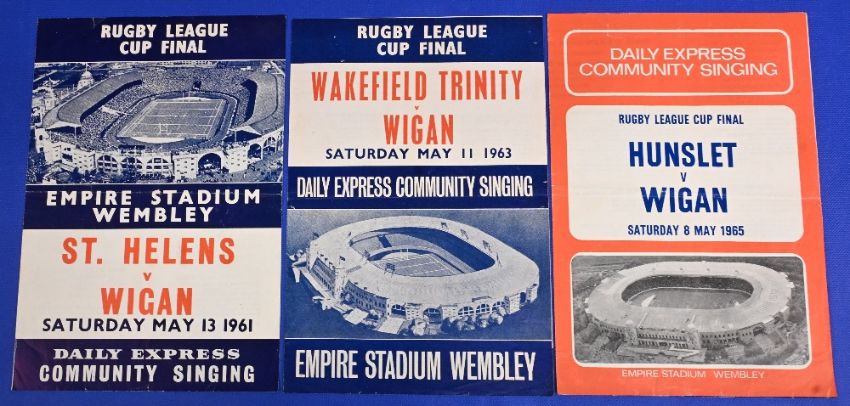 RUGBY LEAGUE
CUP FINAL
EMPIRE STADIUM
WEMBLEY
ST. HELENS
v
WIGAN
SATURDAY MAY 13 1961
DAILY EXPRESS
COMMUNITY SINGING
RUGBY LEAGUE
CUP FINAL
WAKEFIELD TRINITY
v
WIGAN
SATURDAY MAY 11 1963
DAILY EXPRESS COMMUNITY SINGING
EMPIRE STADIUM WEMBLEY
DAILY EXPRESS
COMMUNITY SINGING
RUGBY LEAGUE CUP FINAL
HUNSLET
v
WIGAN
SATURDAY 8 MAY 1965
EMPIRE STADIUM WEMBLEY